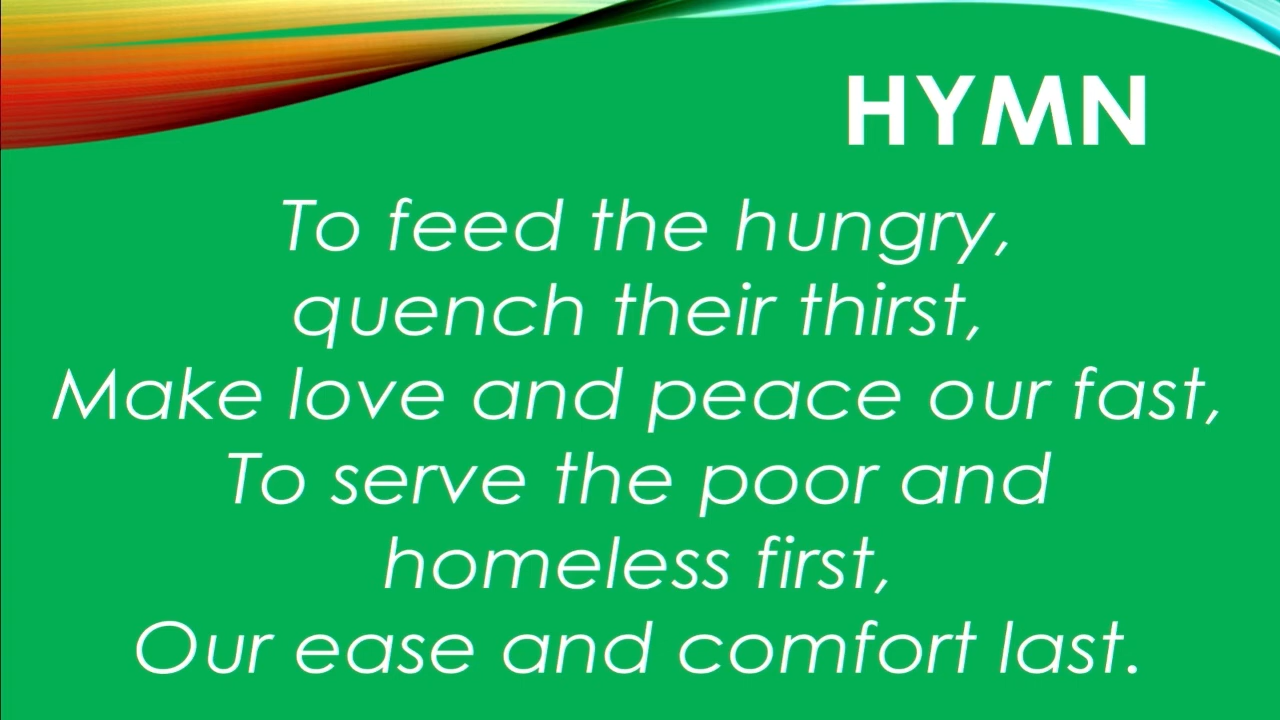 HYMN
To feed the hungry,
quench their thirst,
Make love and peace our fast,
To serve the poor and
homeless first,
Our ease and comfort last.